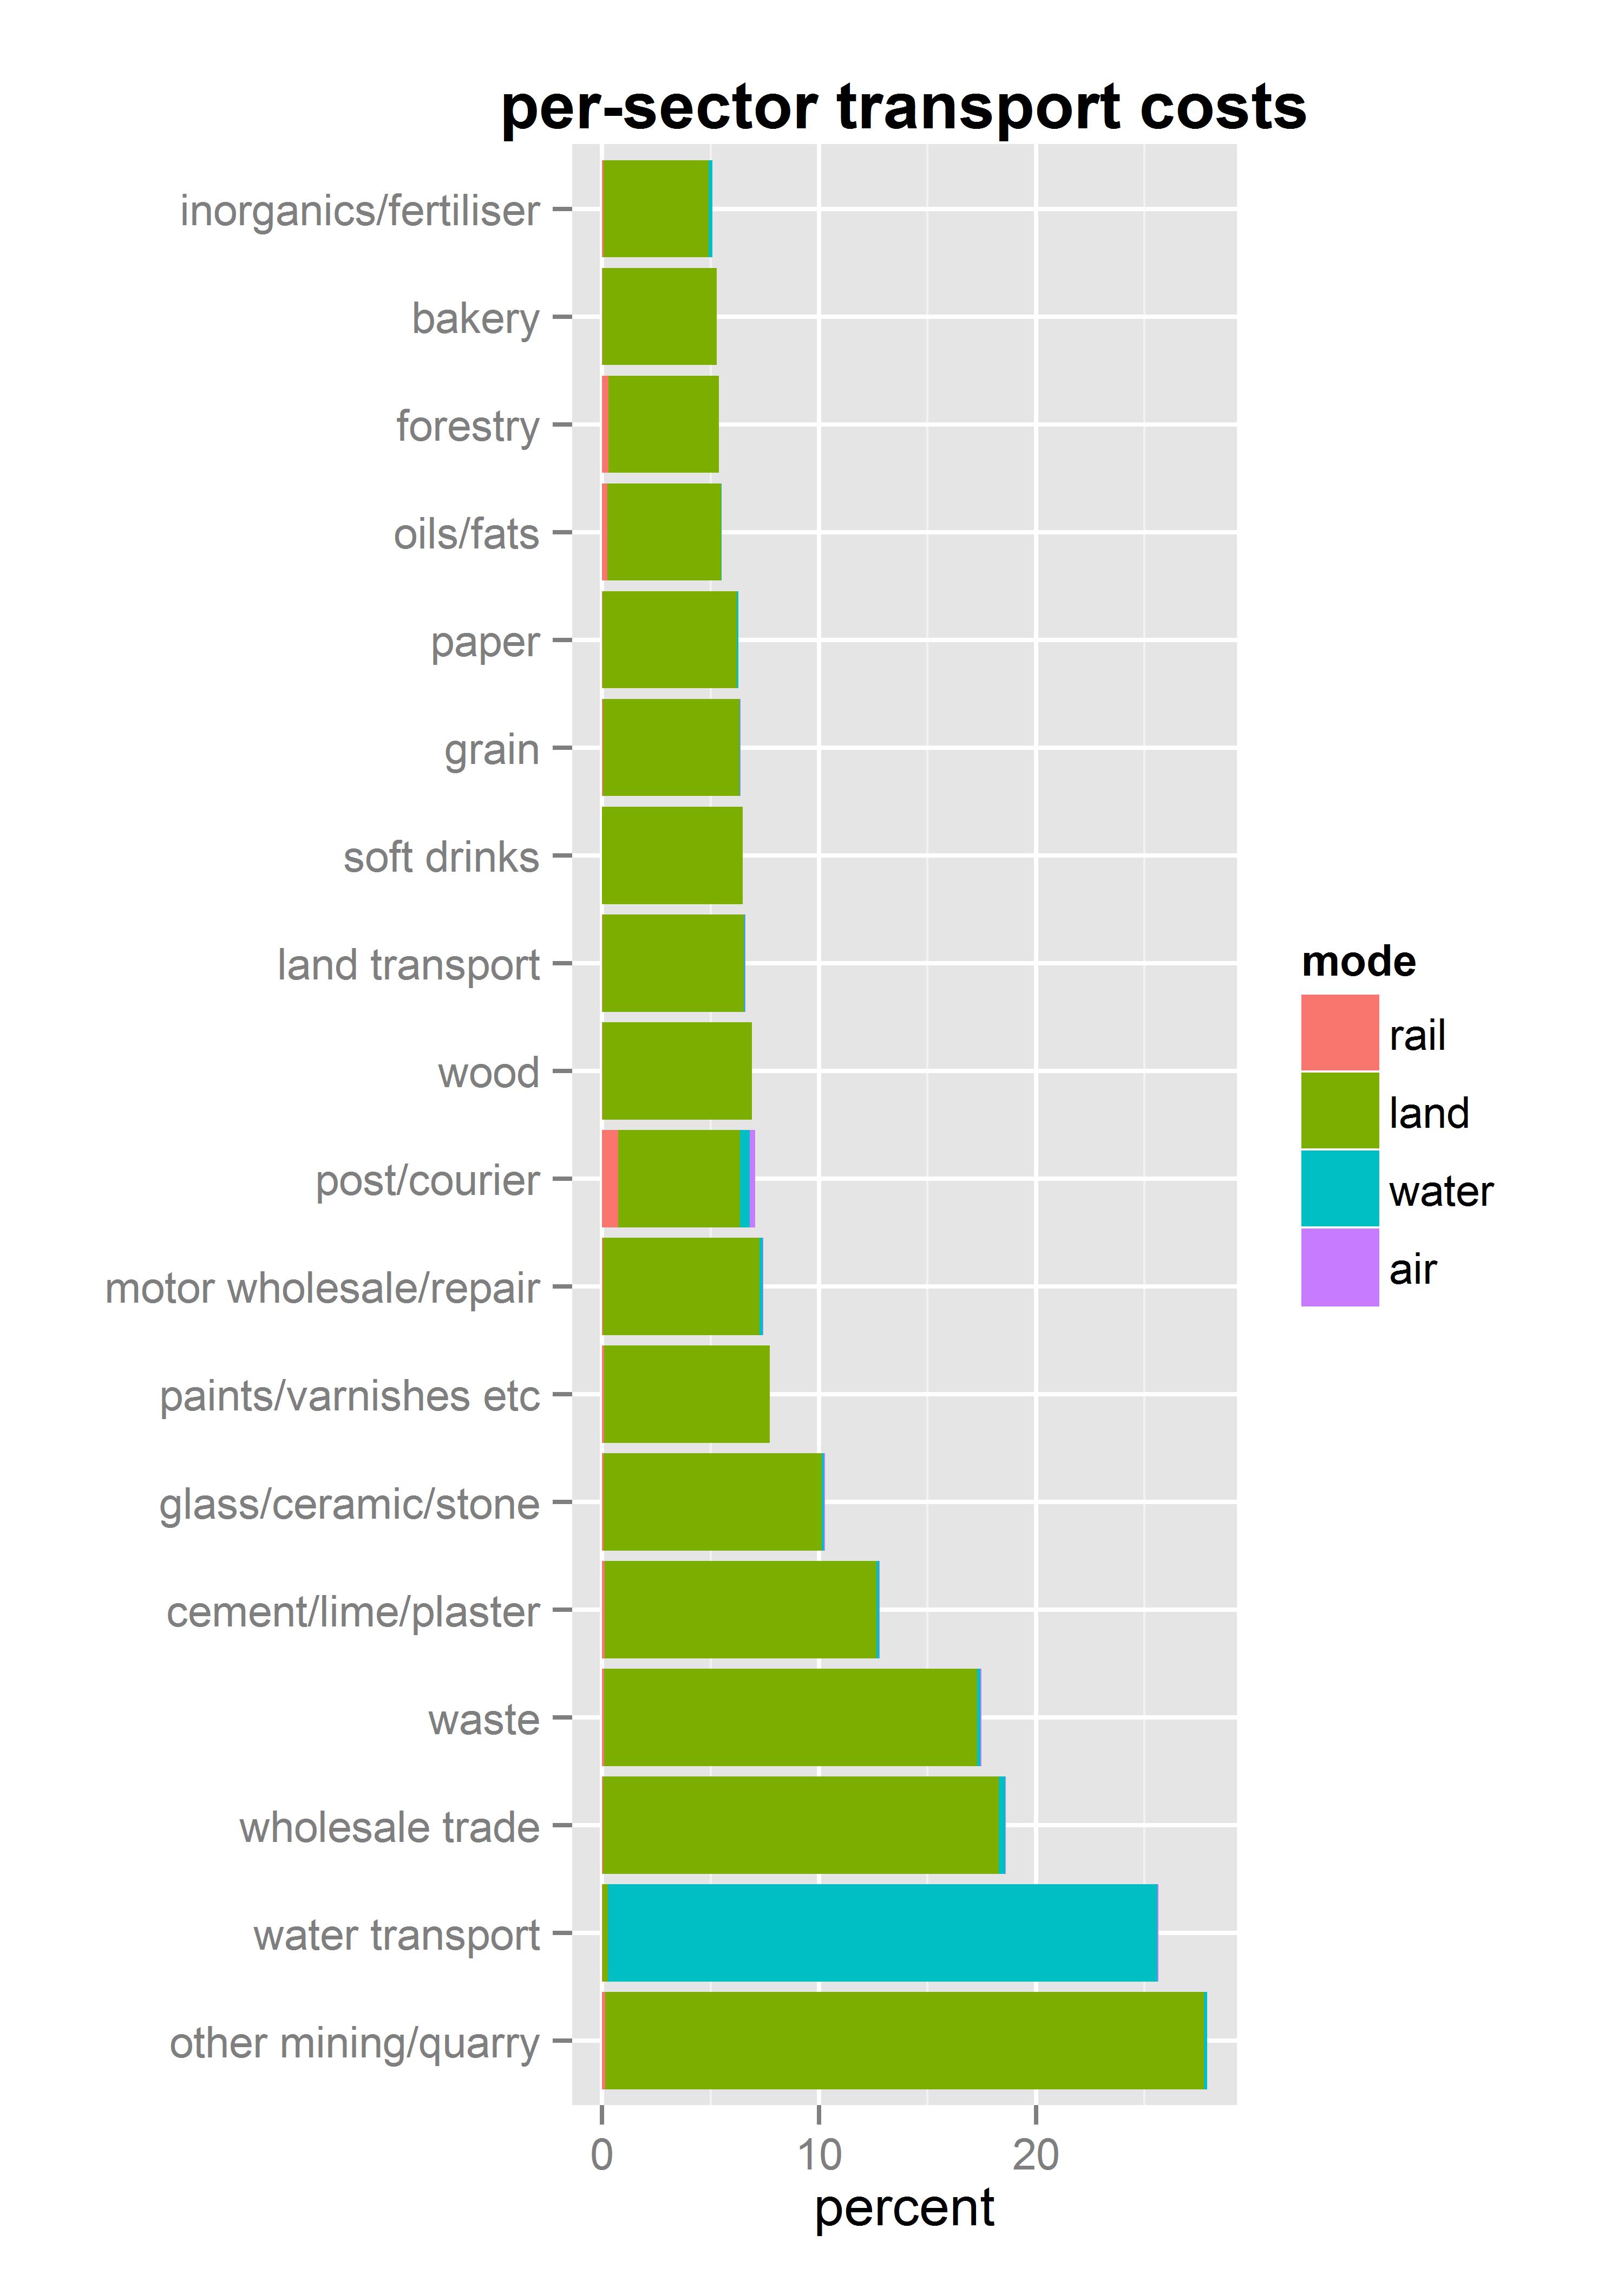 per-sector transport costs
inorganics/fertiliser
bakery
forestry
oils/fats
paper
grain
soft drinks
land transport
wood
post/courier
motor wholesale/repair
paints/varnishes etc
glass/ceramic/stone
cement/lime/plaster
waste
wholesale trade
water transport
other mining/quarry
0 10 20
percent
mode
rail
land
water
air